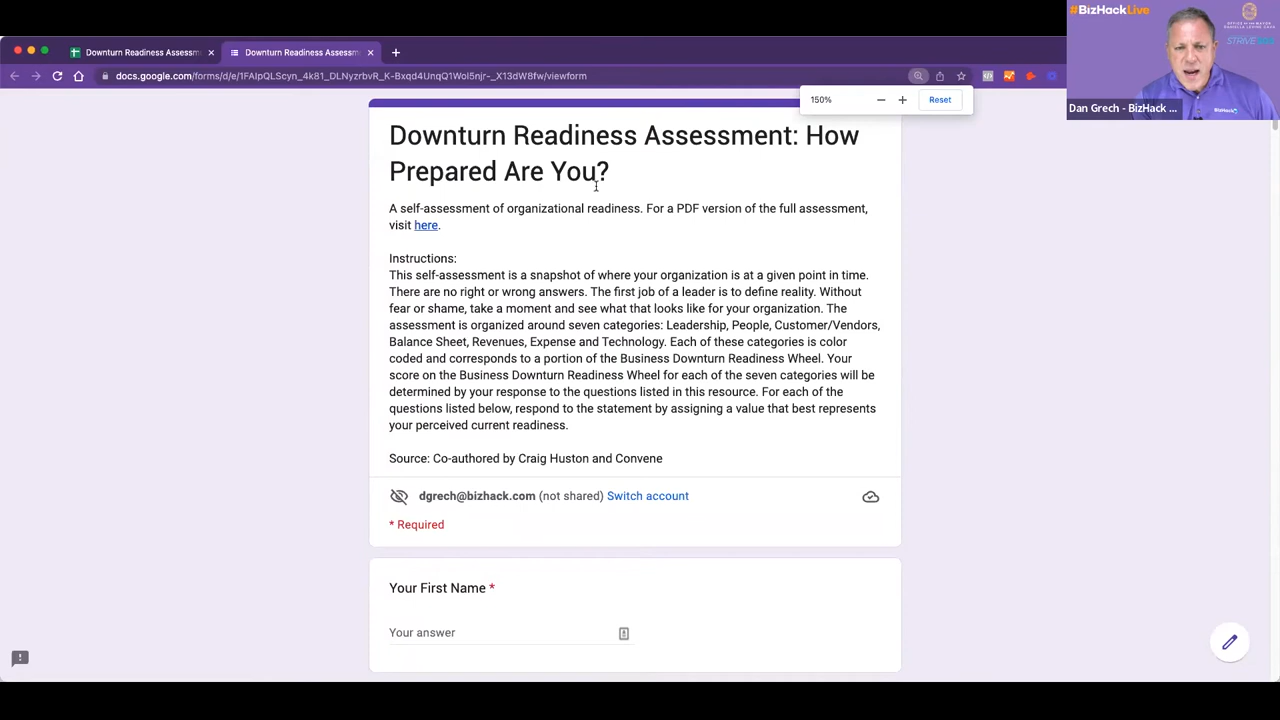 #BizHackLive
OFFICE OF THE MAYOR
DANIELLA LEVINE CAVA
STRIVE305
Downturn Readiness Assessm
Downturn Readiness Assessm
docs.google.com/forms/d/e/1FAIpQLScyn_4k81_DLNyzrbvR_K-Bxqd4UnqQ1Wol5njr-_X13dW8fw/viewform
150%
Reset
BizHack
Dan Grech - BizHack ...
Downturn Readiness Assessment: How
Prepared Are You?
A self-assessment of organizational readiness. For a PDF version of the full assessment,
visit here.
Instructions:
This self-assessment is a snapshot of where your organization is at a given point in time.
There are no right or wrong answers. The first job of a leader is to define reality. Without
fear or shame, take a moment and see what that looks like for your organization. The
assessment is organized around seven categories: Leadership, People, Customer/Vendors,
Balance Sheet, Revenues, Expense and Technology. Each of these categories is color
coded and corresponds to a portion of the Business Downturn Readiness Wheel. Your
score on the Business Downturn Readiness Wheel for each of the seven categories will be
determined by your response to the questions listed in this resource. For each of the
questions listed below, respond to the statement by assigning a value that best represents
your perceived current readiness.
Source: Co-authored by Craig Huston and Convene
dgrech@bizhack.com (not shared) Switch account
* Required
Your First Name *
Your answer